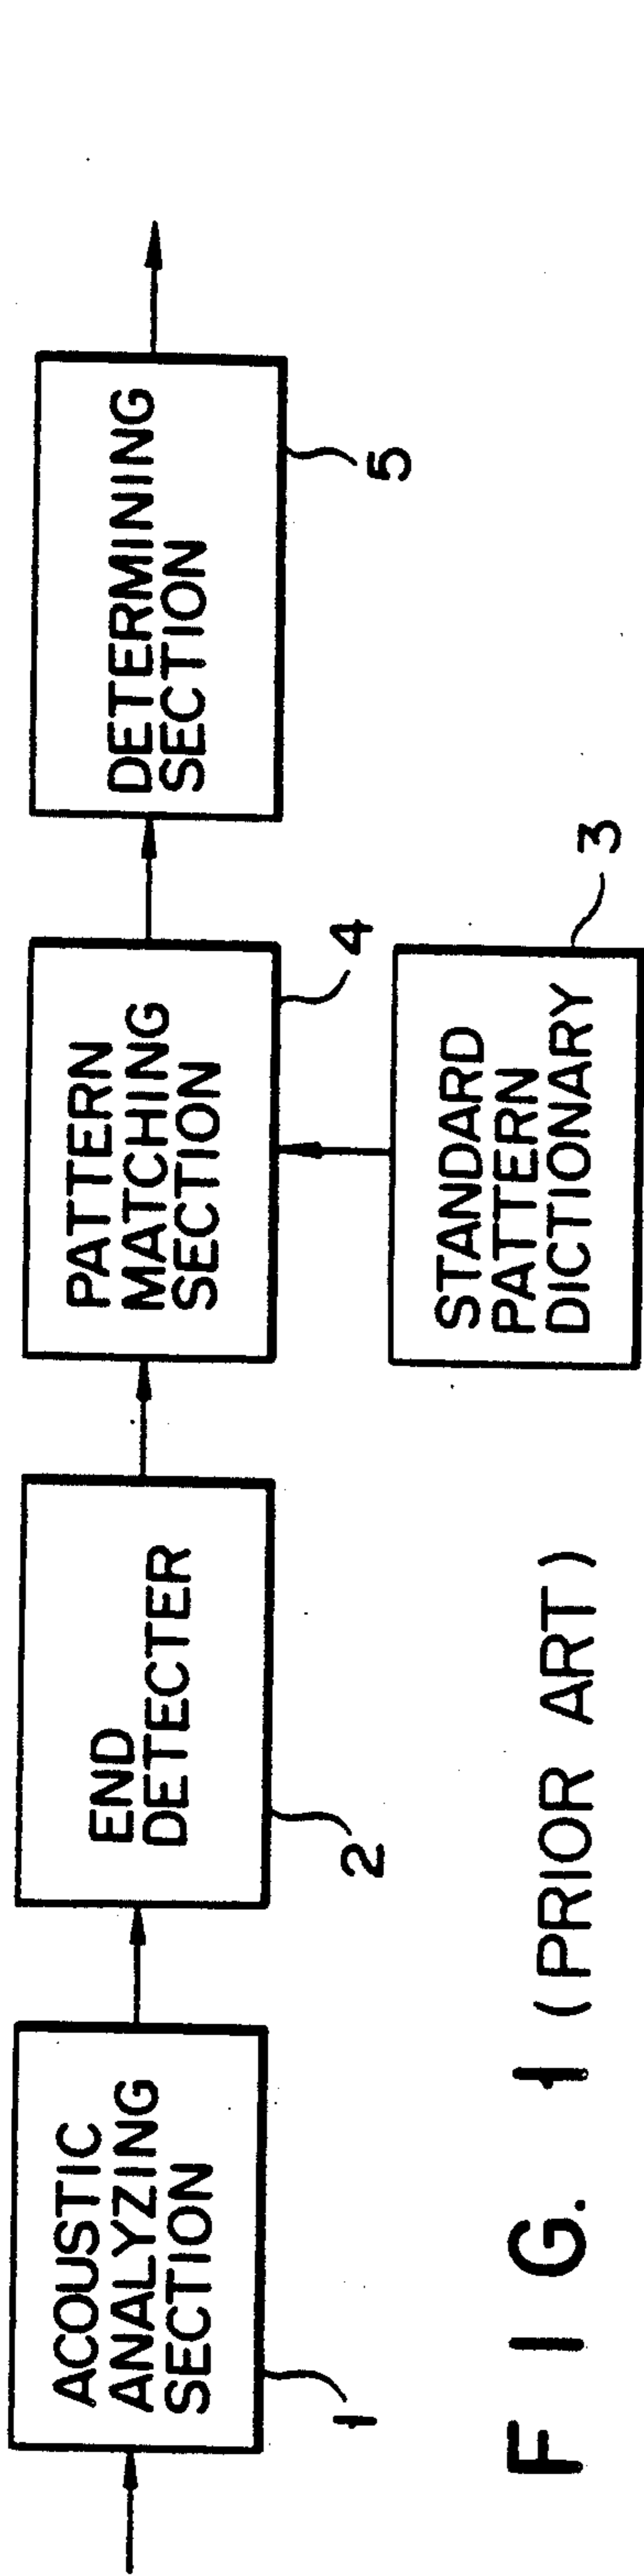 ACOUSTIC
ANALYZING
SECTION
1
END
DETECTER
2
PATTERN
MATCHING
SECTION
4
STANDARD
PATTERN
DICTIONARY
3
DETERMINING
SECTION
5
FIG. 1 (PRIOR ART)